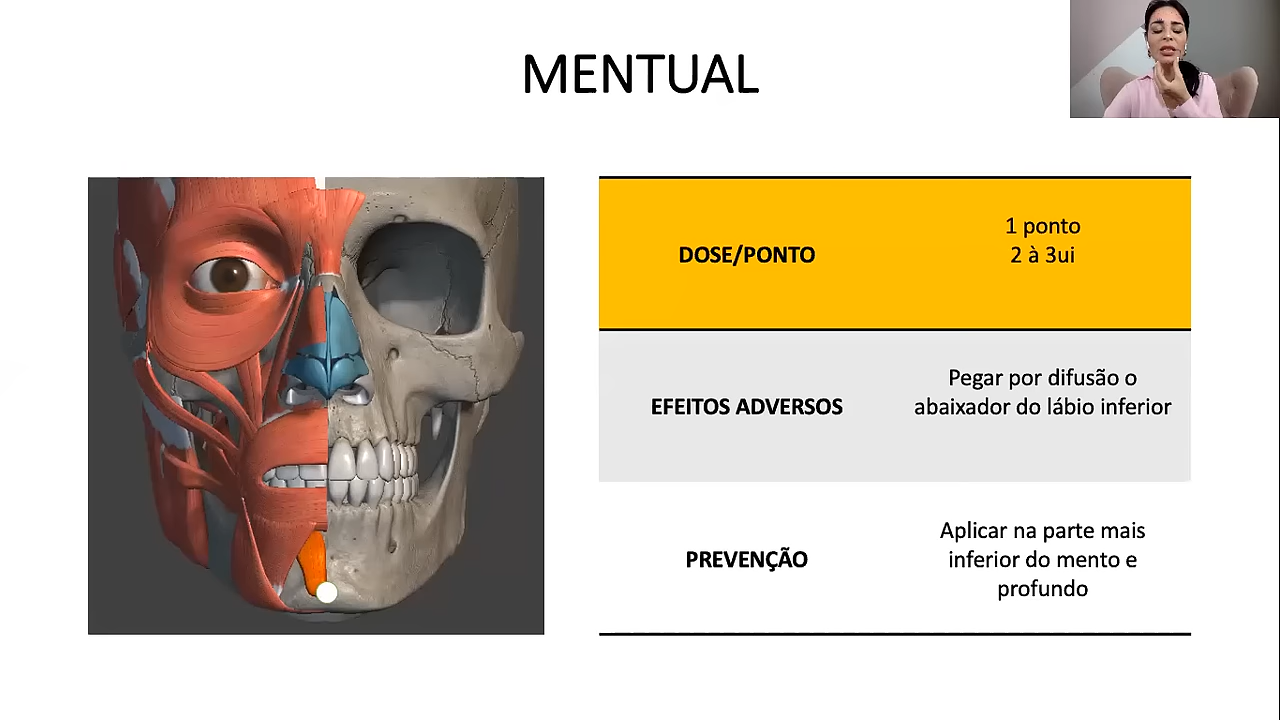 MENTUAL
DOSE/PONTO
1 ponto
2 à 3ui
EFEITOS ADVERSOS
Pegar por difusão o
abaixador do lábio inferior
PREVENÇÃO
Aplicar na parte mais
inferior do mento e
profundo